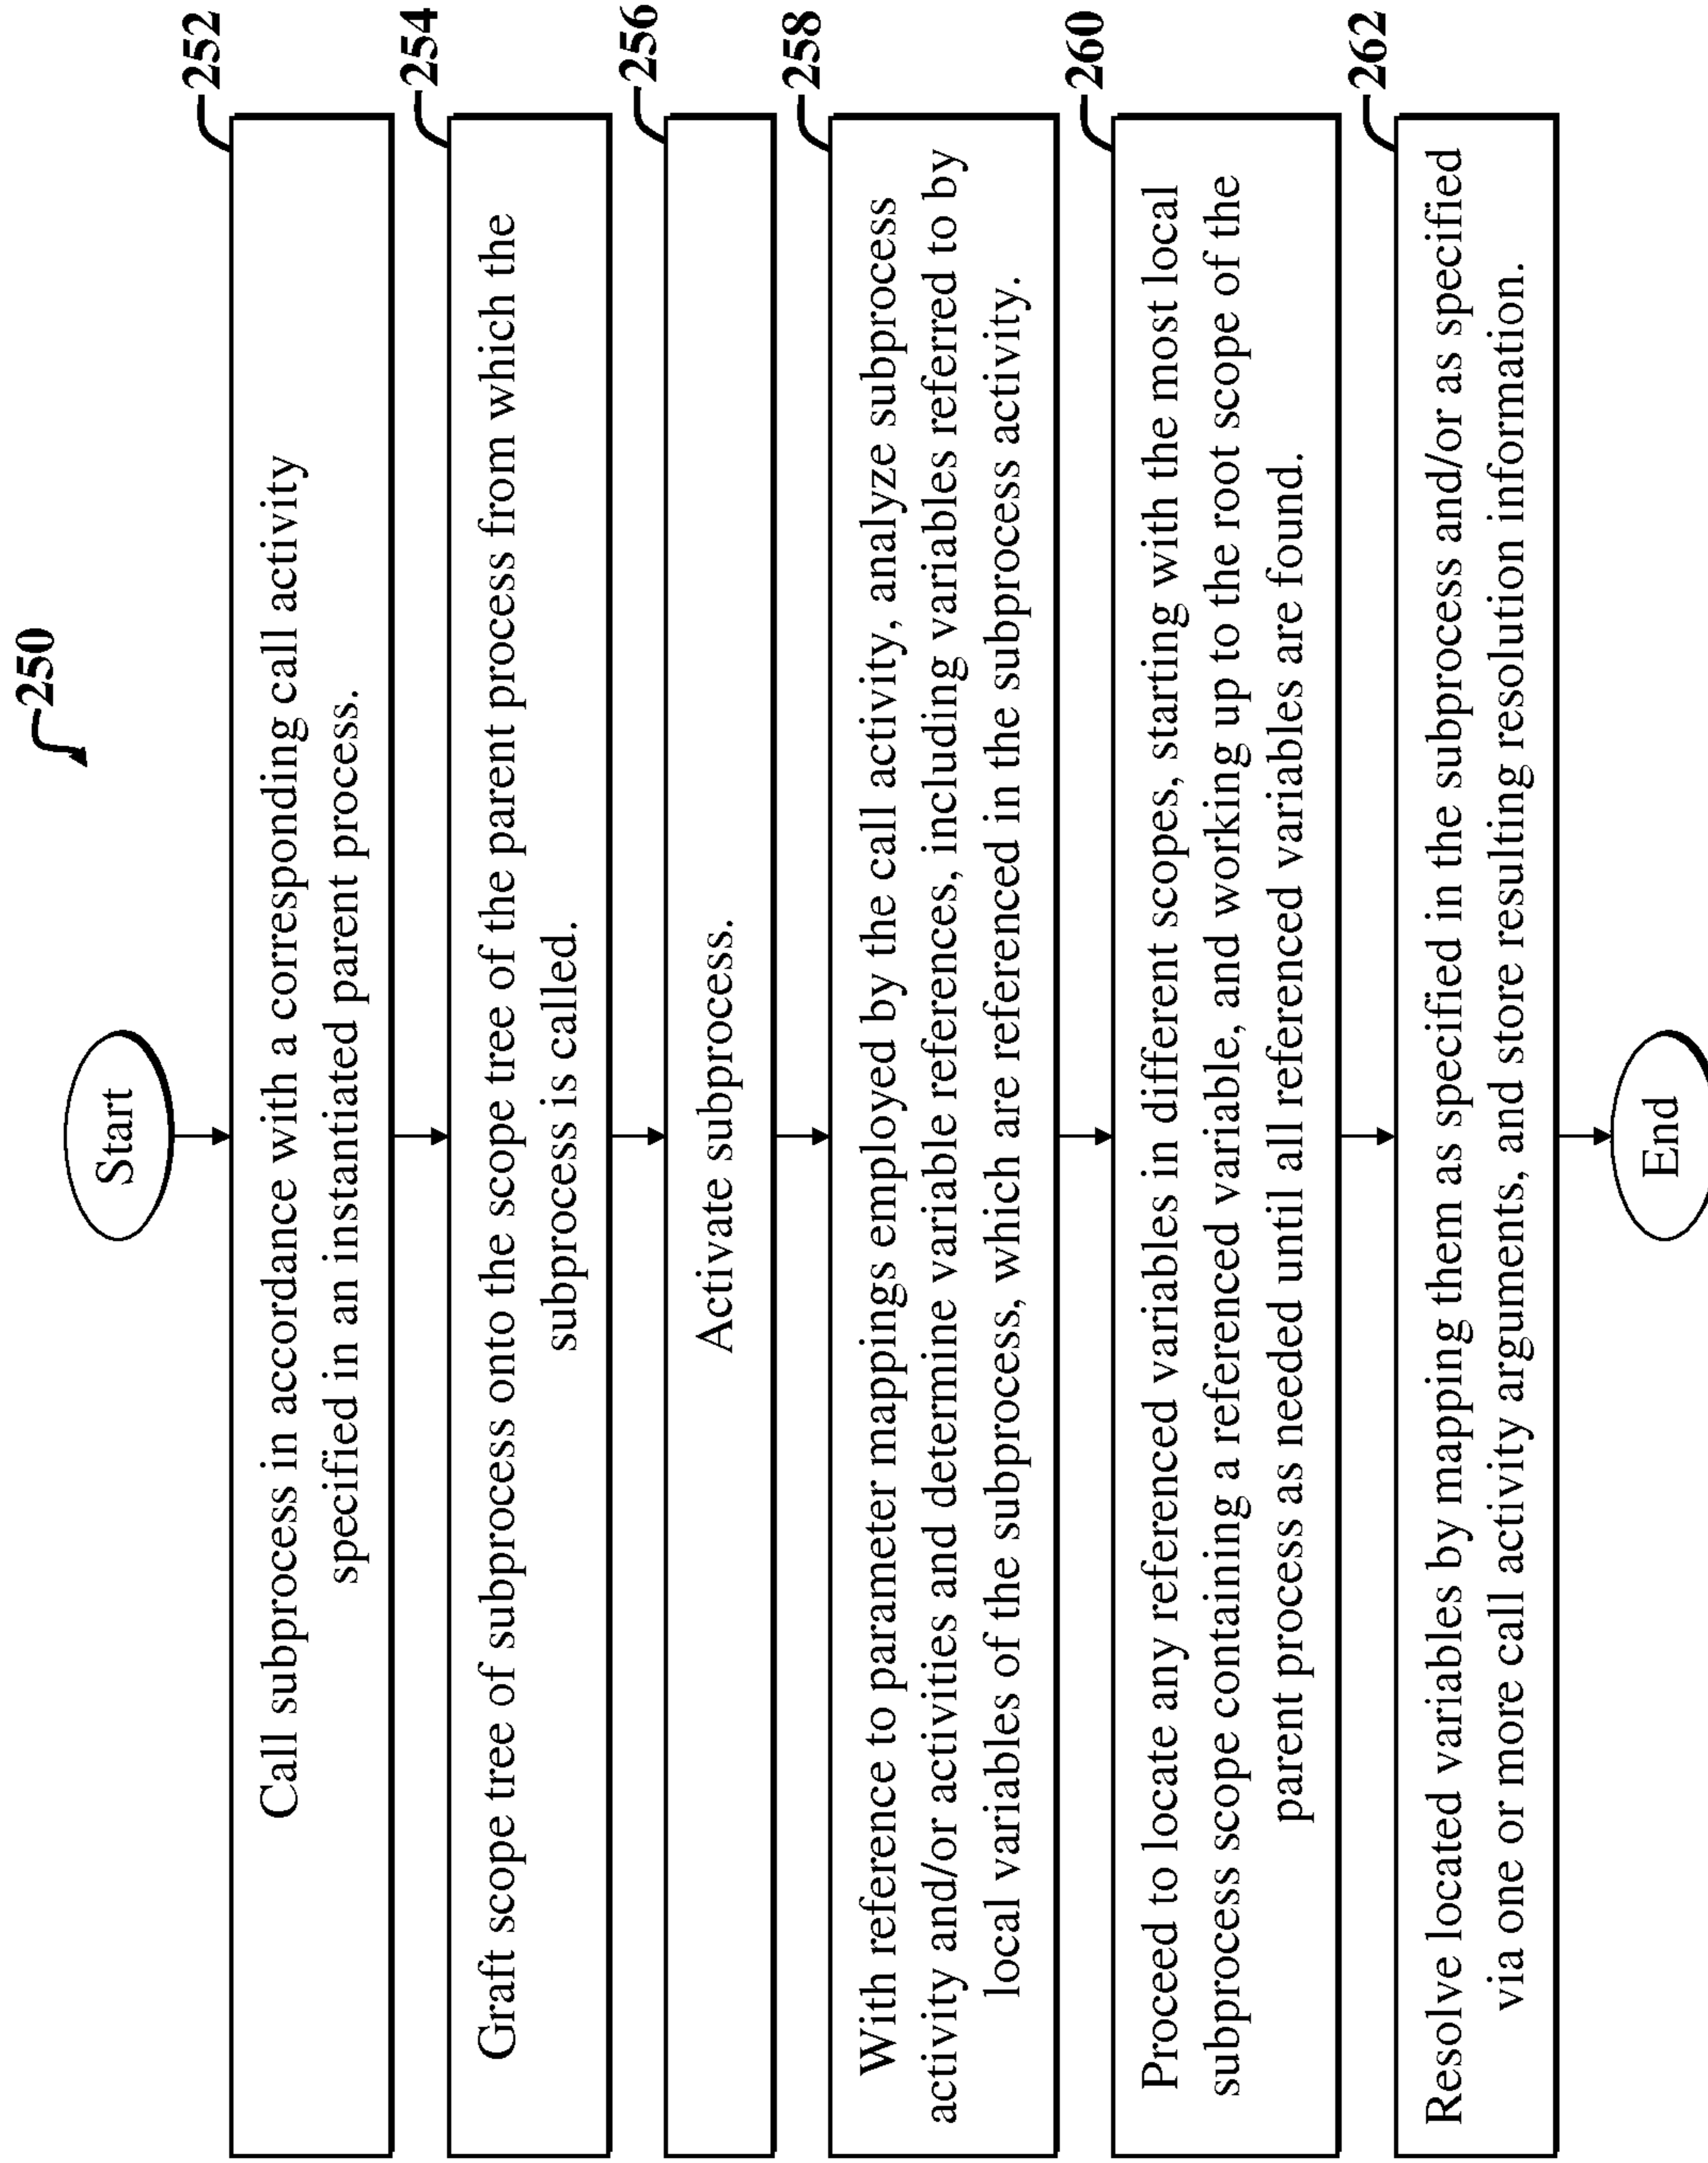 250
Start
252
Call subprocess in accordance with a corresponding call activity
specified in an instantiated parent process.
254
Graft scope tree of subprocess onto the scope tree of the parent process from which the
subprocess is called.
256
Activate subprocess.
258
With reference to parameter mappings employed by the call activity, analyze subprocess
activity and/or activities and determine variable references, including variables referred to by
local variables of the subprocess, which are referenced in the subprocess activity.
260
Proceed to locate any referenced variables in different scopes, starting with the most local
subprocess scope containing a referenced variable, and working up to the root scope of the
parent process as needed until all referenced variables are found.
262
Resolve located variables by mapping them as specified in the subprocess and/or as specified
via one or more call activity arguments, and store resulting resolution information.
End